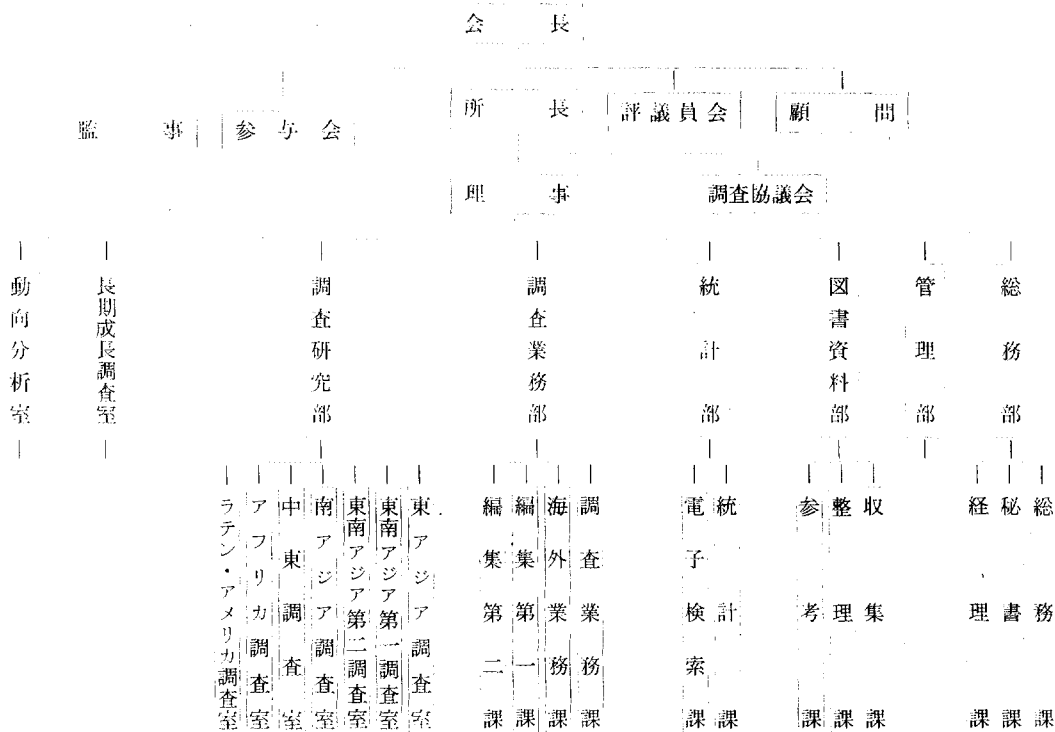 会長
監事
参与会
所長
評議員会
顧問
理事
調査協議会
総務部
管理部
図書資料部
統計部
調査業務部
調査研究部
長期成長調査室
動向分析室
総務課
秘書課
経理課
収集課
整理課
参考課
統計課
電子検索課
調査業務課
海外業務課
編集第一課
編集第二課
東アジア調査室
東南アジア第一調査室
東南アジア第二調査室
南アジア調査室
中東調査室
アフリカ調査室
ラテン・アメリカ調査室